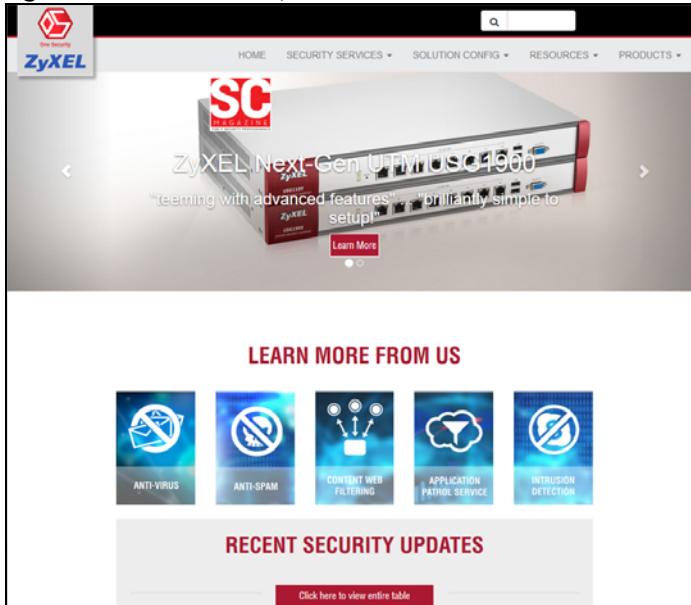 One Security
ZyXEL
HOME
SECURITY SERVICES
SOLUTION CONFIG
RESOURCES
PRODUCTS
SC
MAGAZINE
ZyXEL Next-Gen UTM USG1900
"teeming with advanced features" ... "brilliantly simple to
setup!"
ZyXEL
ZyXEL
Learn More
LEARN MORE FROM US
ANTI-VIRUS
ANTI-SPAM
CONTENT WEB
FILTERING
APPLICATION
PATROL SERVICE
INTRUSION
DETECTION
RECENT SECURITY UPDATES
Click here to view entire table